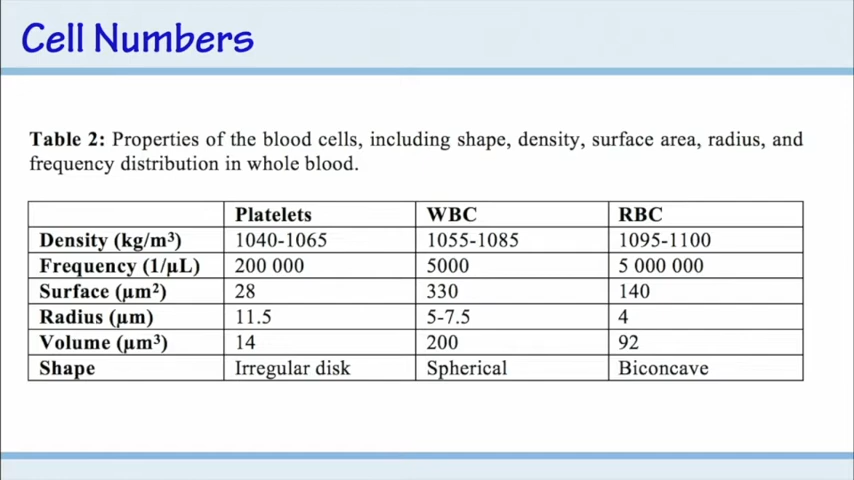 Cell Numbers
Table 2: Properties of the blood cells, including shape, density, surface area, radius, and
frequency distribution in whole blood.
Platelets WBC RBC
Density (kg/m³) 1040-1065 1055-1085 1095-1100
Frequency (1/µL) 200 000 5000 5 000 000
Surface (µm²) 28 330 140
Radius (µm) 11.5 5-7.5 4
Volume (µm³) 14 200 92
Shape Irregular disk Spherical Biconcave